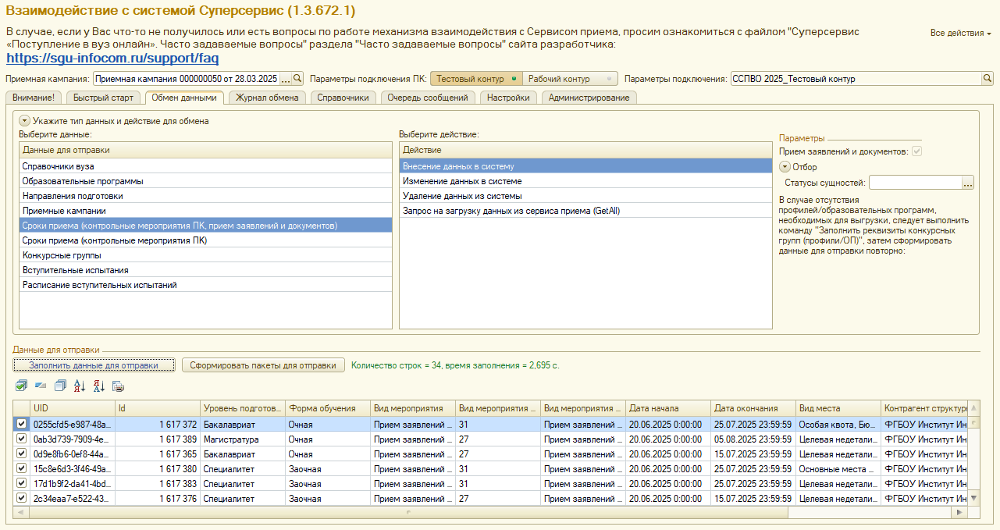 Взаимодействие с системой Суперсервис (1.3.672.1)
В случае, если у Вас что-то не получилось или есть вопросы по работе механизма взаимодействия с Сервисом приема, просим ознакомиться с файлом "Суперсервис
«Поступление в вуз онлайн». Часто задаваемые вопросы" раздела "Часто задаваемые вопросы" сайта разработчика:
https://sgu-infocom.ru/support/faq
Все действия
Приемная кампания: Приемная кампания 000000050 от 28.03.2025 ... Параметры подключения ПК: Тестовый контур Рабочий контур Параметры подключения: ССПВО 2025_Тестовый контур
Внимание! Быстрый старт Обмен данными Журнал обмена Справочники Очередь сообщений Настройки Администрирование
Укажите тип данных и действие для обмена
Выберите данные:
Данные для отправки
Справочники вуза
Образовательные программы
Направления подготовки
Приемные кампании
Сроки приема (контрольные мероприятия ПК, прием заявлений и документов)
Сроки приема (контрольные мероприятия ПК)
Конкурсные группы
Вступительные испытания
Расписание вступительных испытаний
Выберите действие:
Действие
Внесение данных в систему
Изменение данных в системе
Удаление данных из системы
Запрос на загрузку данных из сервиса приема (GetAll)
Параметры
Прием заявлений и документов:
Отбор
Статусы сущностей: ...
В случае отсутствия
профилей/образовательных программ,
необходимых для выгрузки, следует выполнить
команду "Заполнить реквизиты конкурсных
групп (профили/ОП)", затем сформировать
данные для отправки повторно:
Данные для отправки
Заполнить данные для отправки Сформировать пакеты для отправки Количество строк = 34, время заполнения = 2,695 с.
UID Id Уровень подготов... Форма обучения Вид мероприятия Вид мероприятия ... Вид мероприятия ... Дата начала Дата окончания Вид места Контрагент структурн
0255cfd5-e987-48a... 1 617 372 Бакалавриат Очная Прием заявлений ... 31 Прием заявлений ... 20.06.2025 0:00:00 25.07.2025 23:59:59 Особая квота, Бю... ФГБОУ Институт Ин
0ab3d739-7909-4e... 1 617 389 Магистратура Очная Прием заявлений ... 27 Прием заявлений ... 20.06.2025 0:00:00 05.08.2025 23:59:59 Целевая недетали... ФГБОУ Институт Ин
0d9e8fb6-0ef8-44a... 1 617 365 Бакалавриат Очная Прием заявлений ... 27 Прием заявлений ... 20.06.2025 0:00:00 15.07.2025 23:59:59 Целевая недетали... ФГБОУ Институт Ин
15c8e6d3-3f46-49a... 1 617 380 Специалитет Заочная Прием заявлений ... 31 Прием заявлений ... 20.06.2025 0:00:00 25.07.2025 23:59:59 Основные места ... ФГБОУ Институт Ин
17d1b9f2-da41-4bd... 1 617 383 Специалитет Заочная Прием заявлений ... 31 Прием заявлений ... 20.06.2025 0:00:00 25.07.2025 23:59:59 Целевая недетали... ФГБОУ Институт Ин
2c34eaa7-e522-43... 1 617 376 Специалитет Заочная Прием заявлений ... 27 Прием заявлений ... 20.06.2025 0:00:00 15.07.2025 23:59:59 Целевая недетали... ФГБОУ Институт Ин